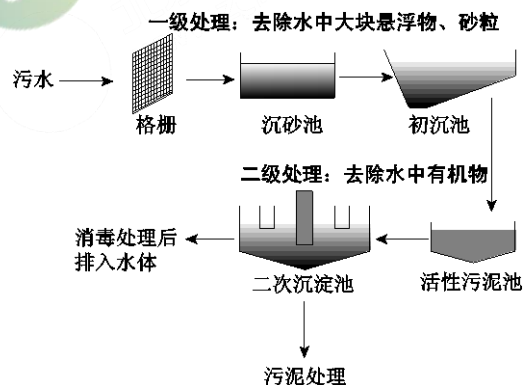 一级处理：去除水中大块悬浮物、砂粒
污水
格栅
沉砂池
初沉池
二级处理：去除水中有机物
消毒处理后
排入水体
二次沉淀池
活性污泥池
污泥处理